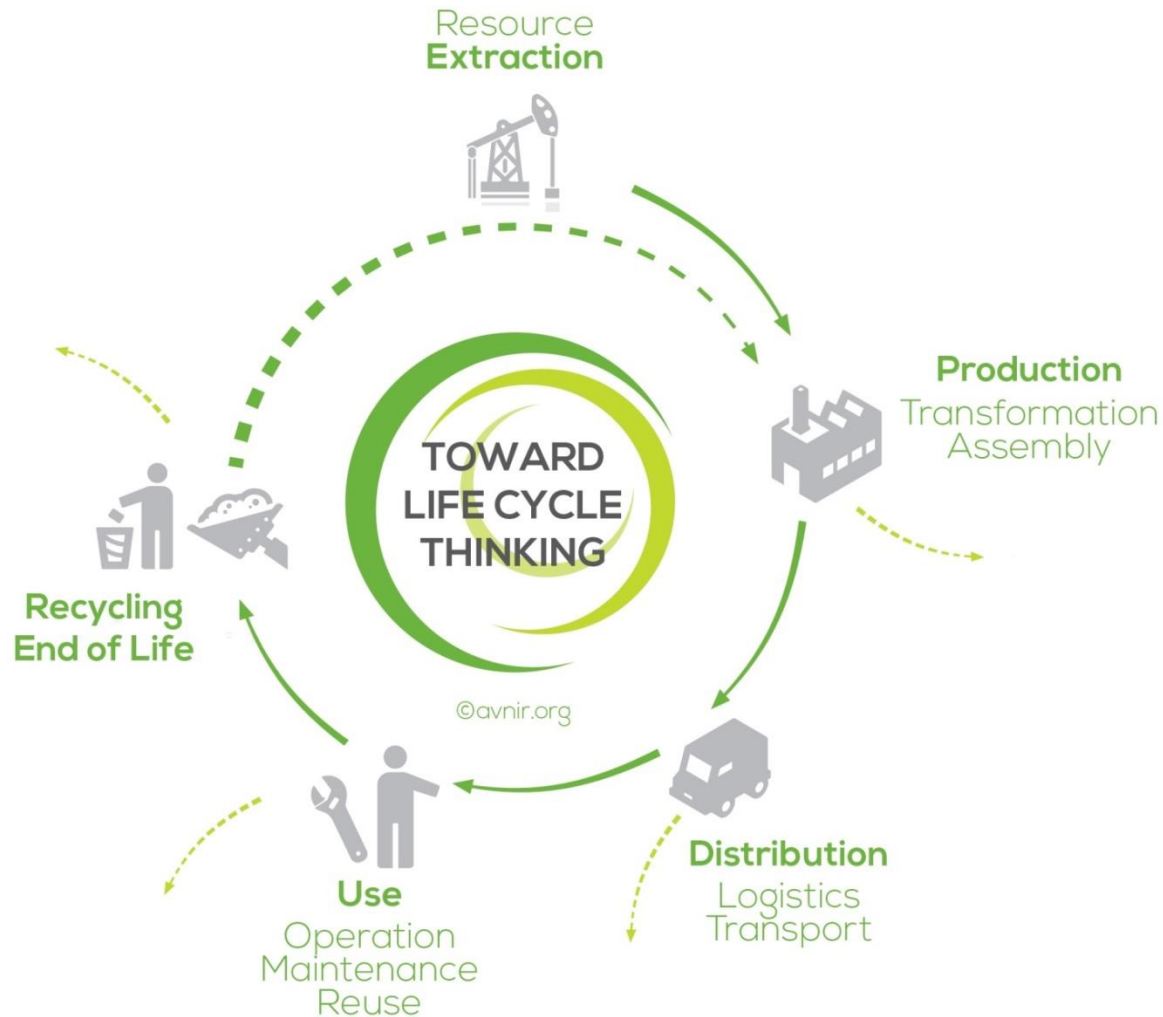 Resource
Extraction
Production
Transformation
Assembly
TOWARD
LIFE CYCLE
THINKING
©avnir.org
Recycling
End of Life
Distribution
Logistics
Transport
Use
Operation
Maintenance
Reuse